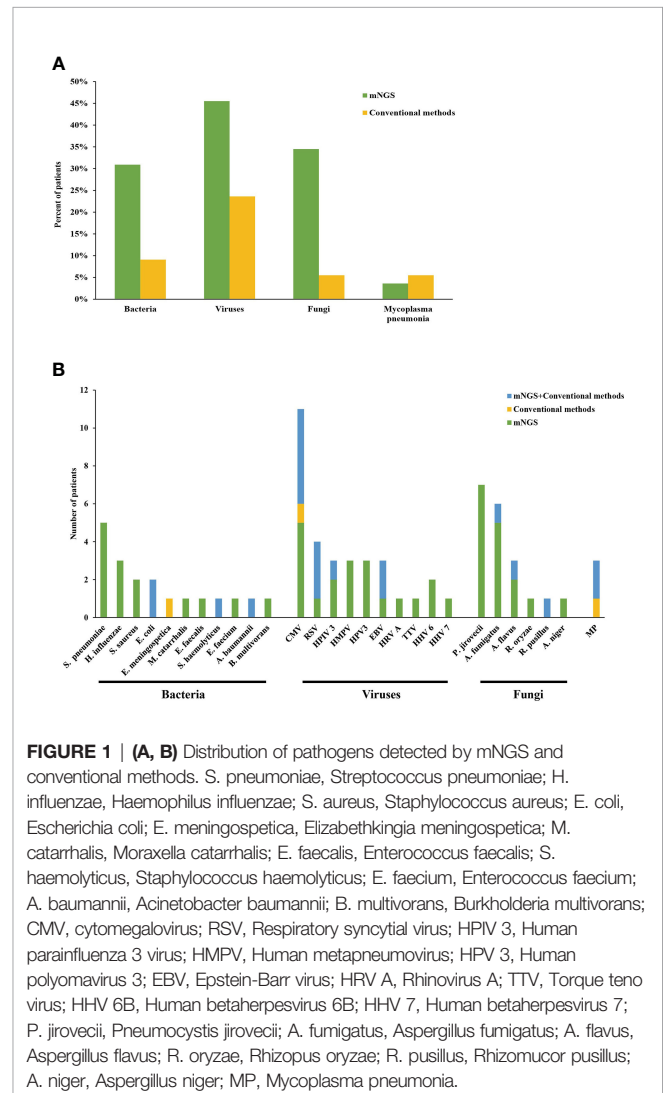 A
50%
45%
40%
35%
30%
25%
20%
15%
10%
5%
0%
Percent of patients
mNGS
Conventional methods
Bacteria
Viruses
Fungi
Mycoplasma
pneumonia
B
12
10
8
6
4
2
0
Number of patients
mNGS+Conventional methods
Conventional methods
mNGS
S. pneumoniae
H. influenzae
S. saureus
E. coli
E. meningospetica
M. catarrhalis
E. faecalis
S. haemolyticus
E. faecium
A. baumannii
B. multivorans
CMV
RSV
HPIV 3
HMPV
HPV3
EBV
HRV A
TTV
HHV 6
HHV 7
P. jirovecii
A. fumigatus
A. flavus
R. oryzae
R. pusillus
A. niger
MP
Bacteria
Viruses
Fungi
FIGURE 1 | (A, B) Distribution of pathogens detected by mNGS and
conventional methods. S. pneumoniae, Streptococcus pneumoniae; H.
influenzae, Haemophilus influenzae; S. aureus, Staphylococcus aureus; E. coli,
Escherichia coli; E. meningospetica, Elizabethkingia meningospetica; M.
catarrhalis, Moraxella catarrhalis; E. faecalis, Enterococcus faecalis; S.
haemolyticus, Staphylococcus haemolyticus; E. faecium, Enterococcus faecium;
A. baumannii, Acinetobacter baumannii; B. multivorans, Burkholderia multivorans;
CMV, cytomegalovirus; RSV, Respiratory syncytial virus; HPIV 3, Human
parainfluenza 3 virus; HMPV, Human metapneumovirus; HPV 3, Human
polyomavirus 3; EBV, Epstein-Barr virus; HRV A, Rhinovirus A; TTV, Torque teno
virus; HHV 6B, Human betaherpesvirus 6B; HHV 7, Human betaherpesvirus 7;
P. jirovecii, Pneumocystis jirovecii; A. fumigatus, Aspergillus fumigatus; A. flavus,
Aspergillus flavus; R. oryzae, Rhizopus oryzae; R. pusillus, Rhizomucor pusillus;
A. niger, Aspergillus niger; MP, Mycoplasma pneumonia.